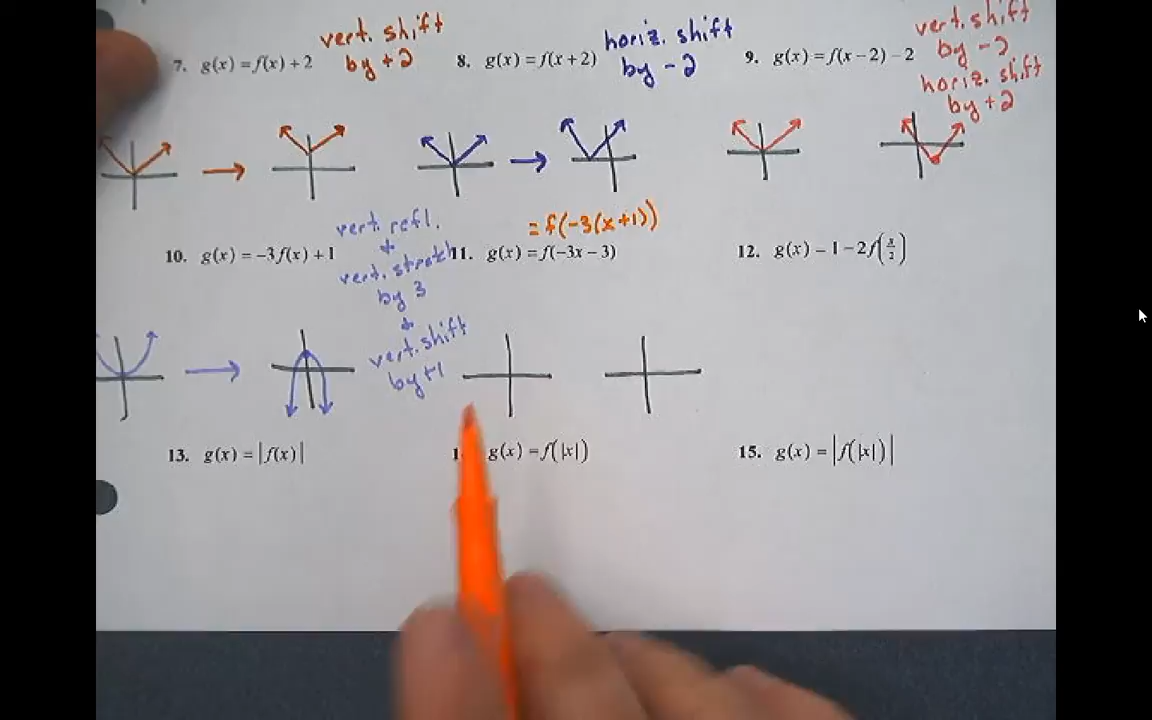 7. g(x) = f(x) + 2
vert. shift
by +2
8. g(x) = f(x + 2)
horiz. shift
by -2
9. g(x) = f(x - 2) - 2
vert. shift
by -2
horiz. shift
by +2
10. g(x) = -3f(x) + 1
vert. refl.
+
vert. stretch
by 3
+
vert. shift
by +1
= f(-3(x+1))
11. g(x) = f(-3x - 3)
12. g(x) - 1 - 2f(x/2)
13. g(x) = |f(x)|
g(x) = f(|x|)
15. g(x) = |f(|x|)|